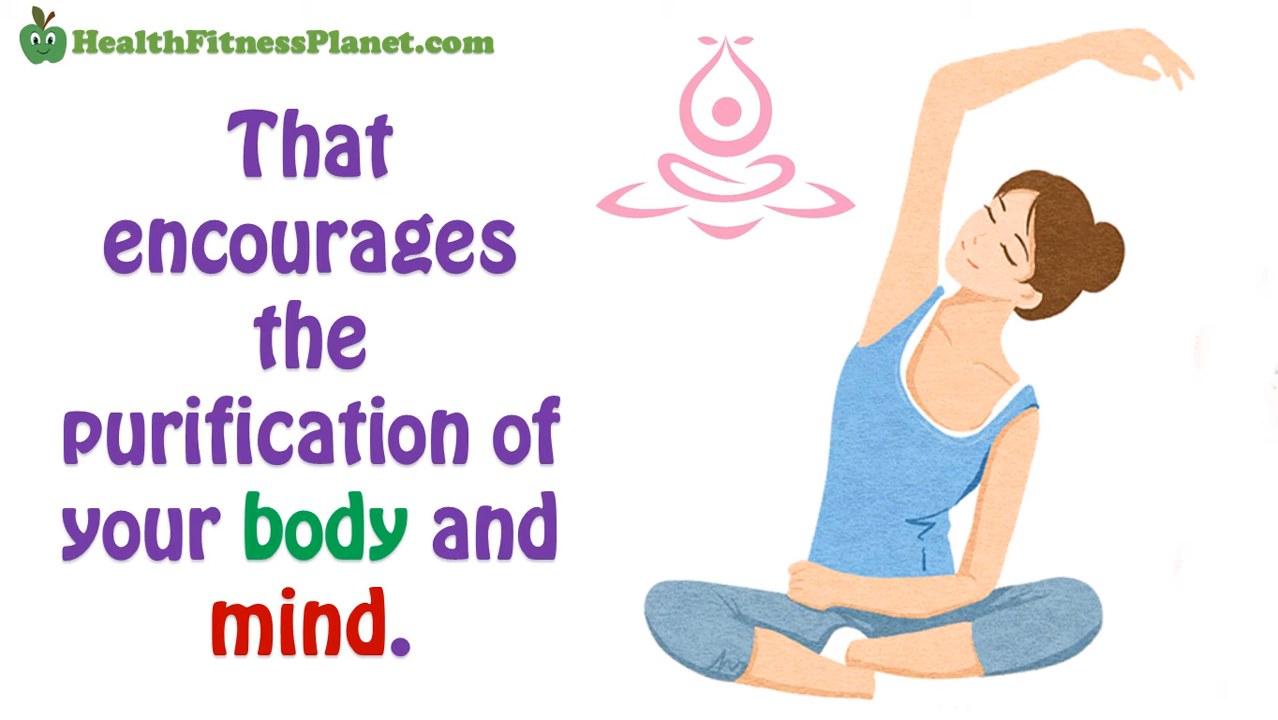 HealthFitnessPlanet.com
That
encourages
the
purification of
your body and
mind.